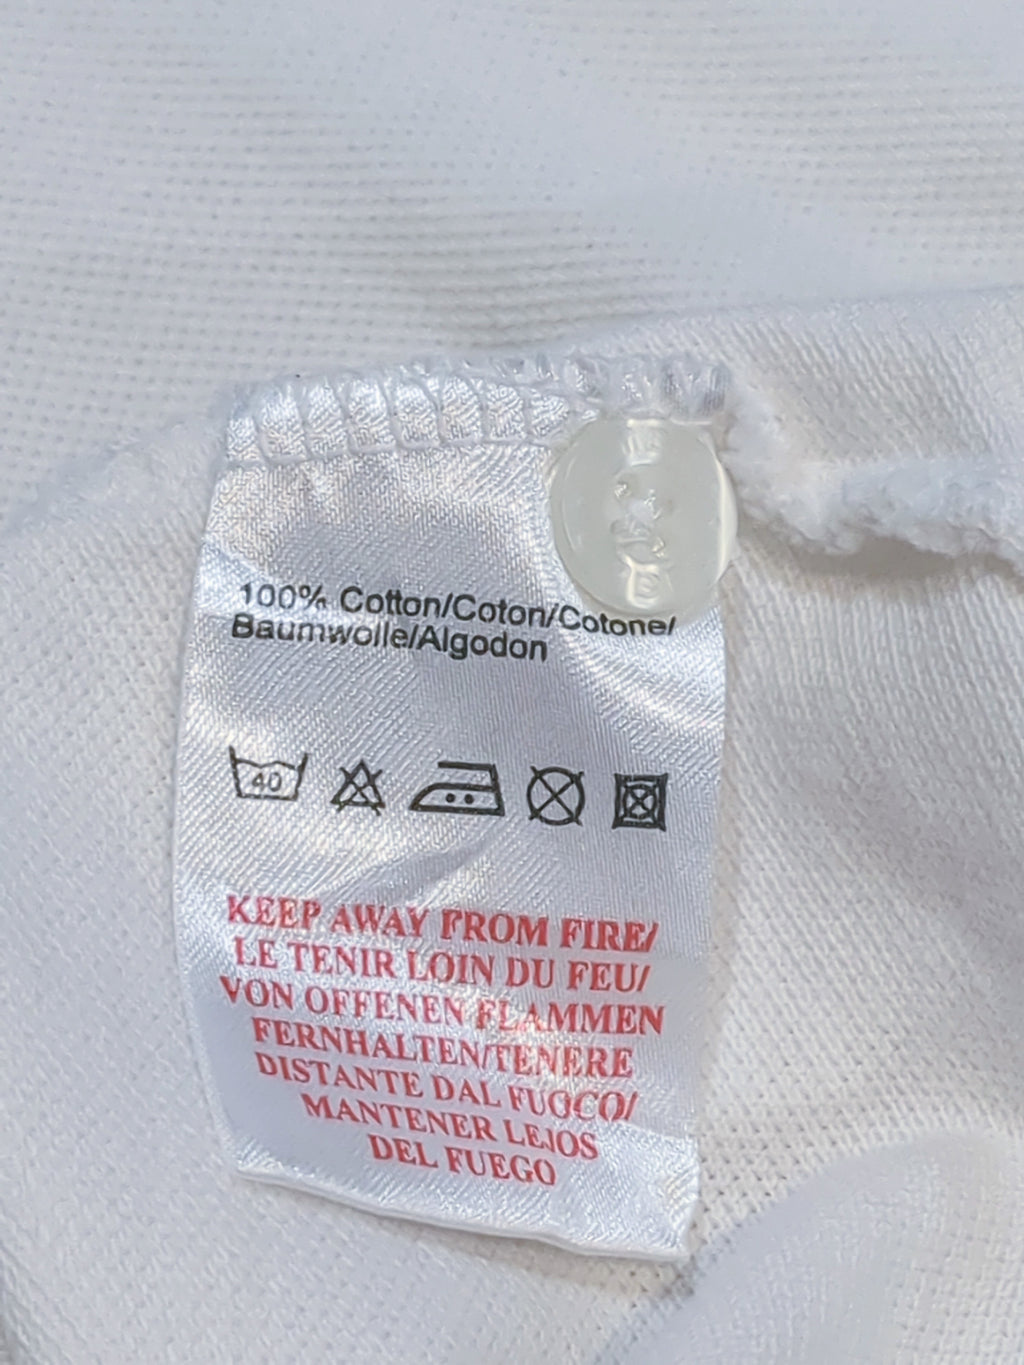 100% Cotton/Coton/Cotone/
Baumwolle/Algodon
40
KEEP AWAY FROM FIRE/
LE TENIR LOIN DU FEU/
VON OFFENEN FLAMMEN
FERNHALTEN/TENERE
DISTANTE DAL FUOCO/
MANTENER LEJOS
DEL FUEGO